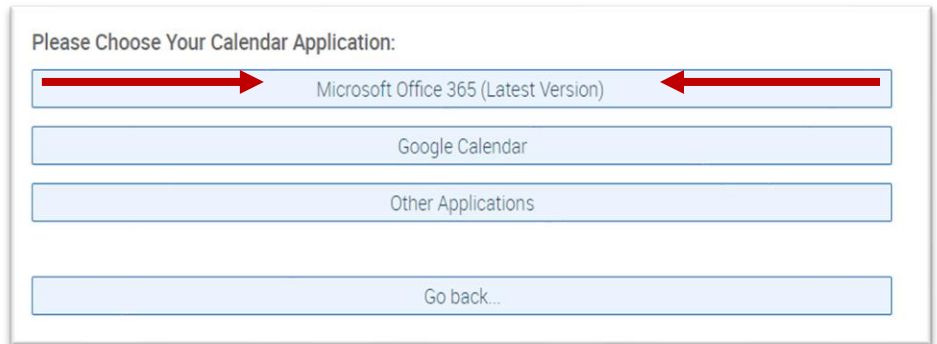 Please Choose Your Calendar Application:
Microsoft Office 365 (Latest Version)
Google Calendar
Other Applications
Go back...